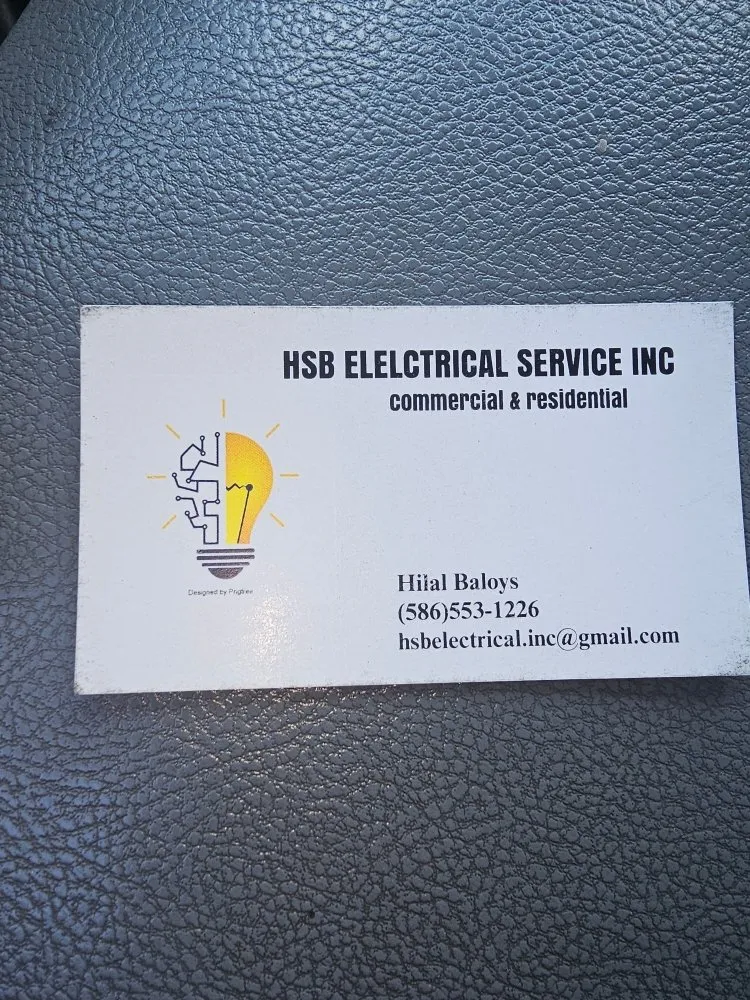 HSB ELELCTRICAL SERVICE INC
commercial & residential
Designed by Pngtree
Hilal Baloys
(586)553-1226
hsbelectrical.inc@gmail.com